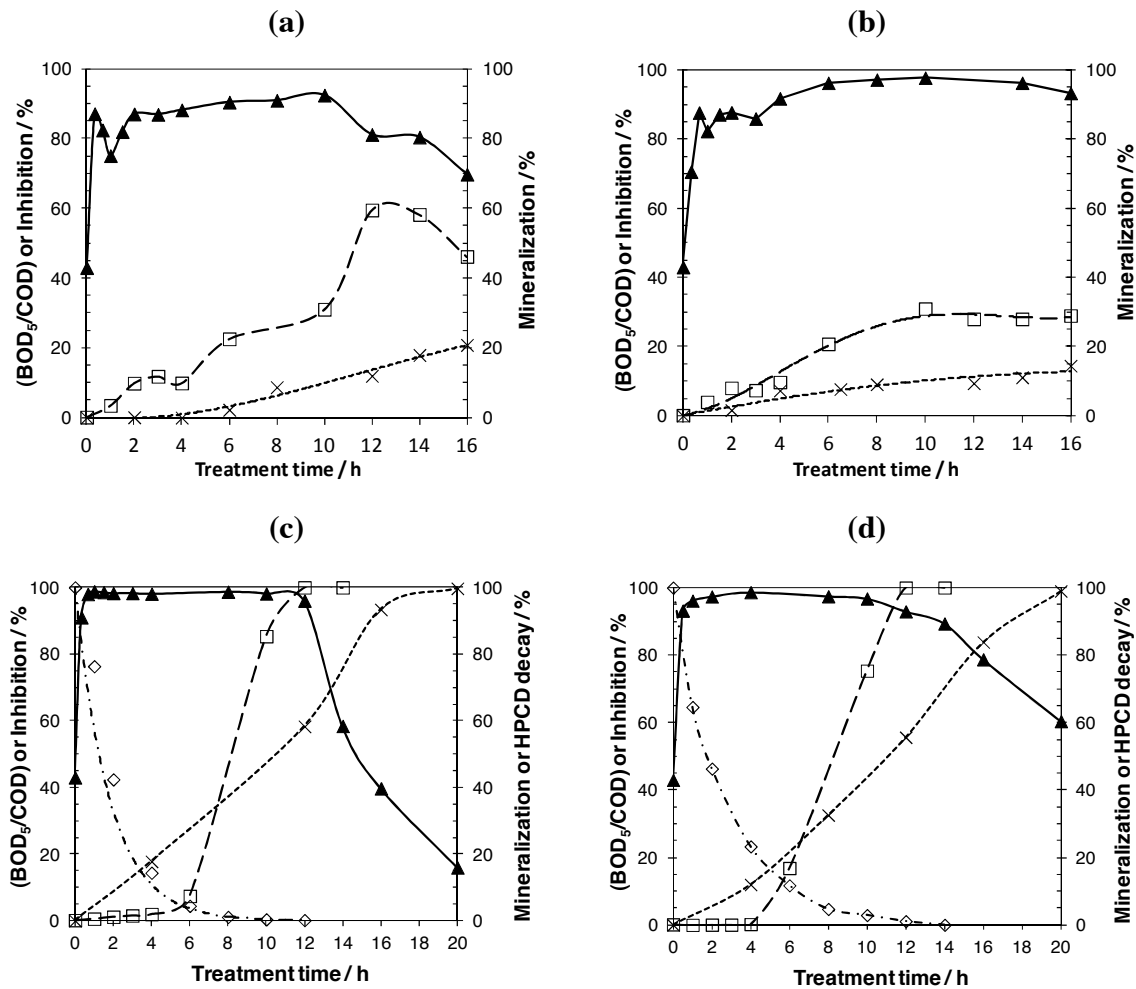 (a)
(BOD₅/COD) or Inhibition / %
100
80
60
40
20
0
0 2 4 6 8 10 12 14 16
Treatment time / h
100
80
60
40
20
0
Mineralization / %
(b)
(BOD₅/COD) or Inhibition / %
100
80
60
40
20
0
0 2 4 6 8 10 12 14 16
Treatment time / h
100
80
60
40
20
0
Mineralization / %
(c)
(BOD₅/COD) or Inhibition / %
100
80
60
40
20
0
0 2 4 6 8 10 12 14 16 18 20
Treatment time / h
100
80
60
40
20
0
Mineralization or HPCD decay / %
(d)
(BOD₅/COD) or Inhibition / %
100
80
60
40
20
0
0 2 4 6 8 10 12 14 16 18 20
Treatment time / h
100
80
60
40
20
0
Mineralization or HPCD decay / %